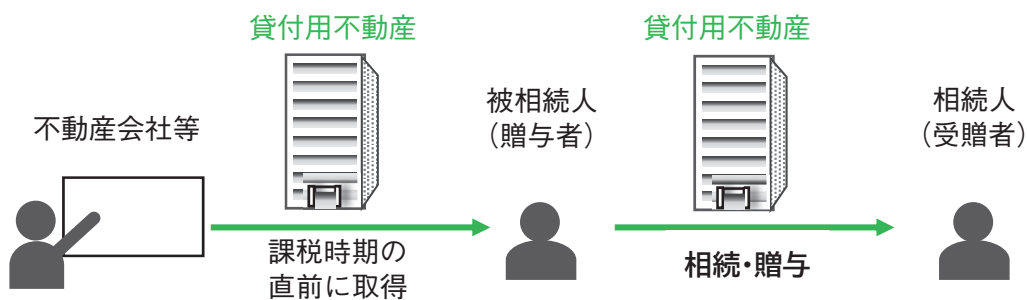 貸付用不動産
貸付用不動産
不動産会社等
被相続人
（贈与者）
相続人
（受贈者）
課税時期の
直前に取得
相続・贈与